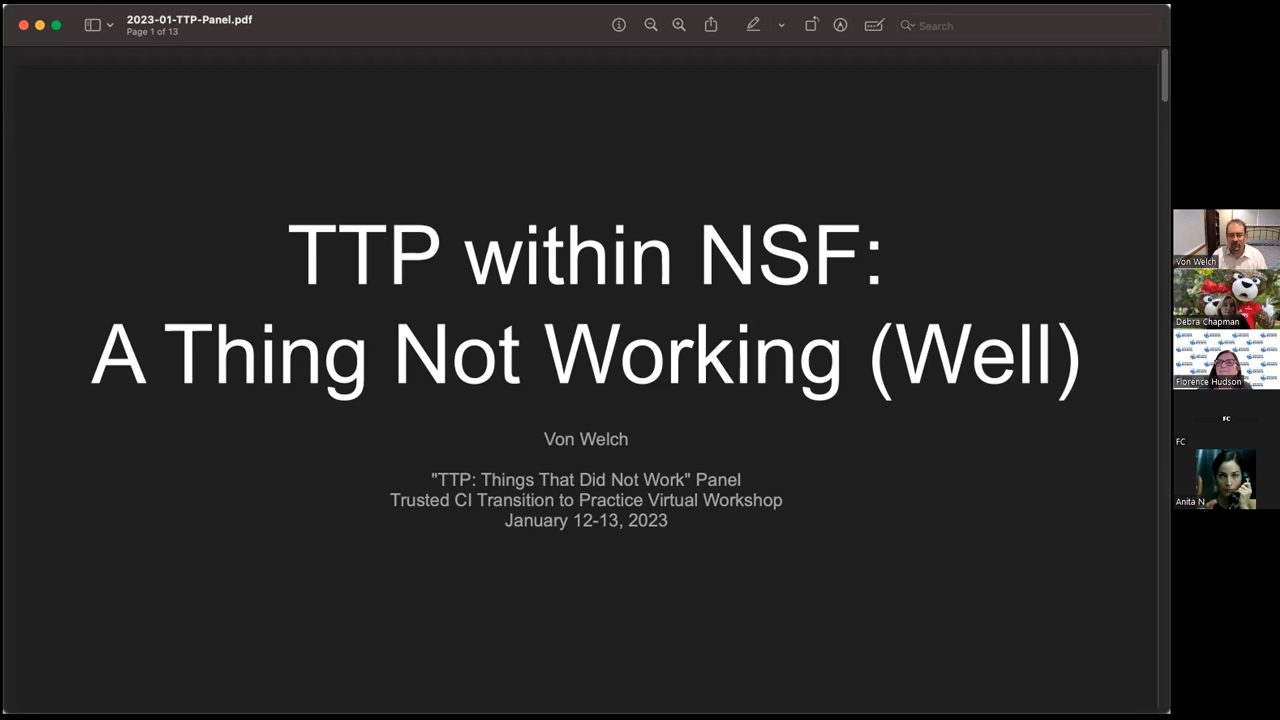 2023-01-TTP-Panel.pdf
Page 1 of 13
Search
TTP within NSF:
A Thing Not Working (Well)
Von Welch
"TTP: Things That Did Not Work" Panel
Trusted CI Transition to Practice Virtual Workshop
January 12-13, 2023
Von Welch
Debra Chapman
Florence Hudson
FC
FC
Anita N